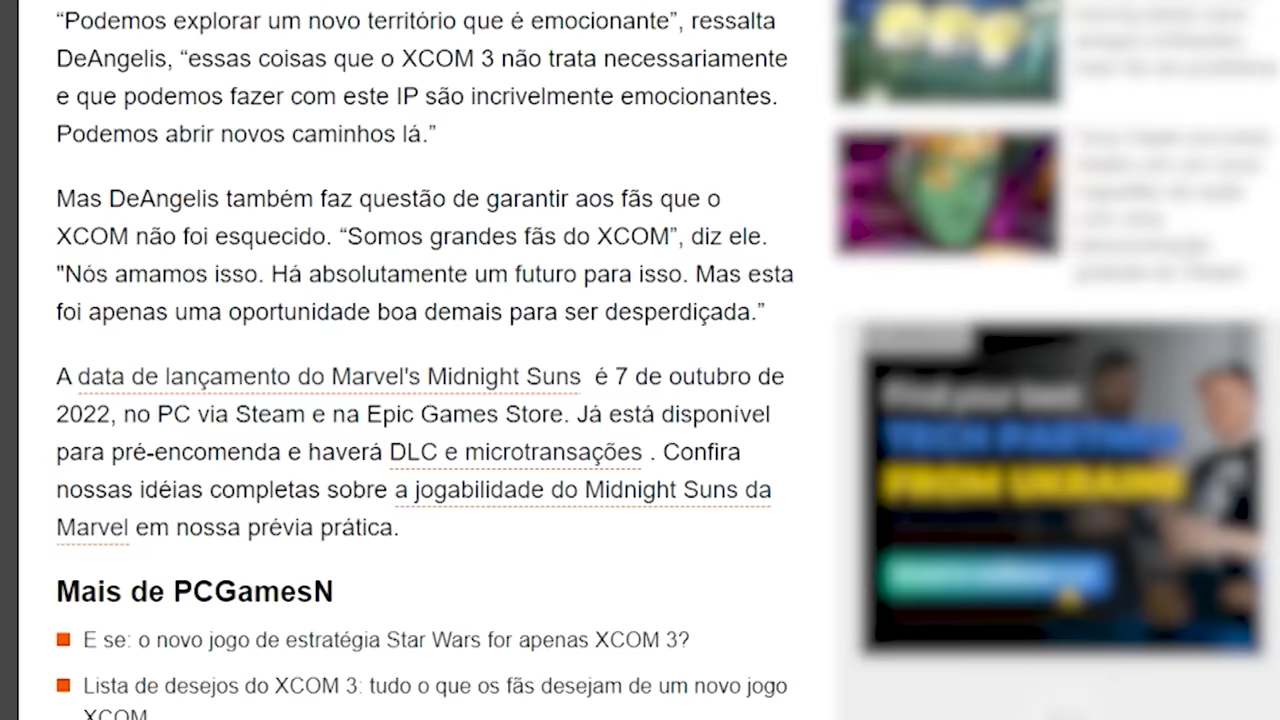 “Podemos explorar um novo território que é emocionante”, ressalta
DeAngelis, “essas coisas que o XCOM 3 não trata necessariamente
e que podemos fazer com este IP são incrivelmente emocionantes.
Podemos abrir novos caminhos lá.”
Mas DeAngelis também faz questão de garantir aos fãs que o
XCOM não foi esquecido. “Somos grandes fãs do XCOM”, diz ele.
"Nós amamos isso. Há absolutamente um futuro para isso. Mas esta
foi apenas uma oportunidade boa demais para ser desperdiçada.”
A data de lançamento do Marvel's Midnight Suns é 7 de outubro de
2022, no PC via Steam e na Epic Games Store. Já está disponível
para pré-encomenda e haverá DLC e microtransações . Confira
nossas idéias completas sobre a jogabilidade do Midnight Suns da
Marvel em nossa prévia prática.
Mais de PCGamesN
E se: o novo jogo de estratégia Star Wars for apenas XCOM 3?
Lista de desejos do XCOM 3: tudo o que os fãs desejam de um novo jogo
XCOM
TECH PARTNER
FROM UKRAINE